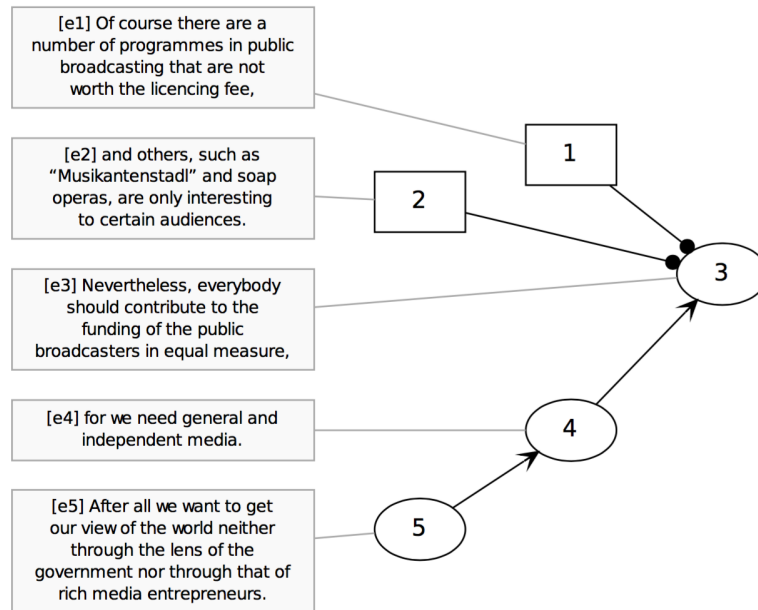 [e1] Of course there are a
number of programmes in public
broadcasting that are not
worth the licencing fee,
1
[e2] and others, such as
“Musikantenstadl” and soap
operas, are only interesting
to certain audiences.
2
3
[e3] Nevertheless, everybody
should contribute to the
funding of the public
broadcasters in equal measure,
[e4] for we need general and
independent media.
4
[e5] After all we want to get
our view of the world neither
through the lens of the
government nor through that of
rich media entrepreneurs.
5